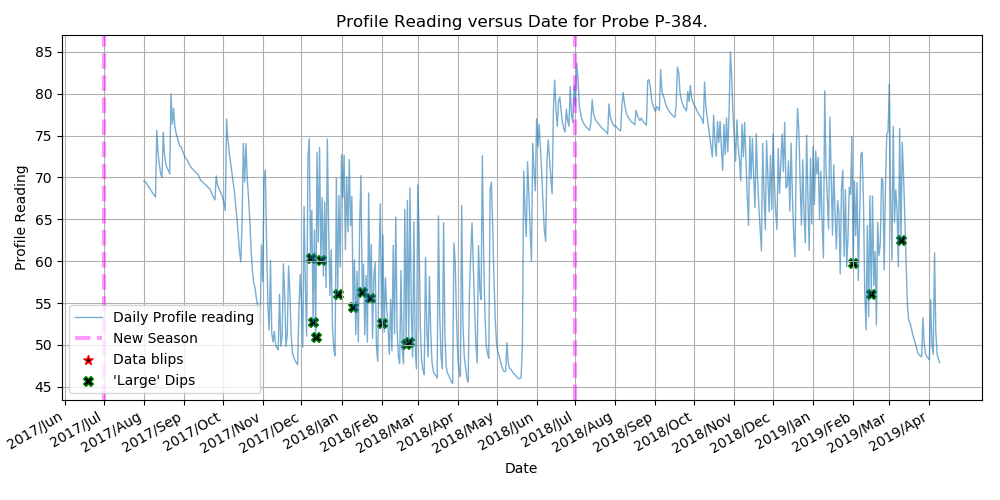 Profile Reading versus Date for Probe P-384.
Profile Reading
85
80
75
70
65
60
55
50
45
Daily Profile reading
New Season
Data blips
'Large' Dips
2017/Jun
2017/Jul
2017/Aug
2017/Sep
2017/Oct
2017/Nov
2017/Dec
2018/Jan
2018/Feb
2018/Mar
2018/Apr
2018/May
2018/Jun
2018/Jul
2018/Aug
2018/Sep
2018/Oct
2018/Nov
2018/Dec
2019/Jan
2019/Feb
2019/Mar
2019/Apr
Date